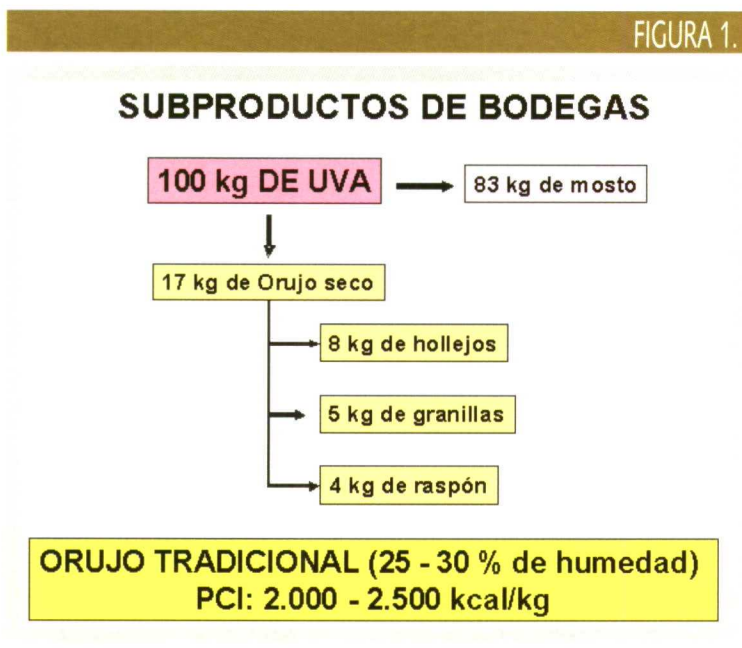 FIGURA 1.
SUBPRODUCTOS DE BODEGAS
100 kg DE UVA
83 kg de mosto
17 kg de Orujo seco
8 kg de hollejos
5 kg de granillas
4 kg de raspón
ORUJO TRADICIONAL (25 - 30 % de humedad)
PCI: 2.000 - 2.500 kcal/kg